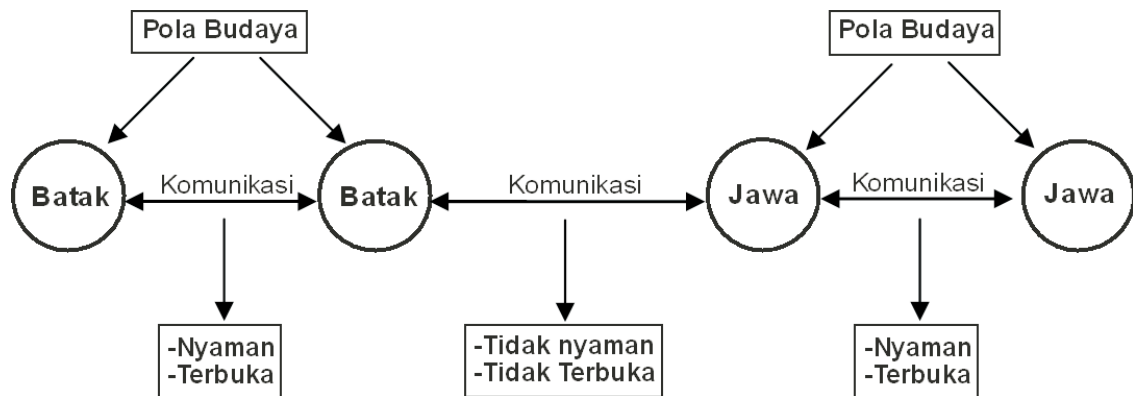 Pola Budaya
Pola Budaya
Batak
Komunikasi
Batak
Komunikasi
Jawa
Komunikasi
Jawa
-Nyaman
-Terbuka
-Tidak nyaman
-Tidak Terbuka
-Nyaman
-Terbuka